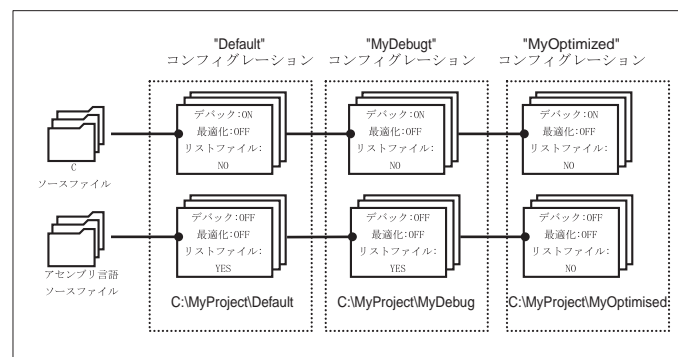 "Default"
コンフィグレーション
"MyDebugt"
コンフィグレーション
"MyOptimized"
コンフィグレーション
C
ソースファイル
デバック:ON
最適化:OFF
リストファイル:
NO
デバック:ON
最適化:OFF
リストファイル:
NO
デバック:ON
最適化:OFF
リストファイル:
NO
アセンブリ言語
ソースファイル
デバック:OFF
最適化:OFF
リストファイル:
YES
デバック:OFF
最適化:OFF
リストファイル:
YES
デバック:OFF
最適化:OFF
リストファイル:
NO
C:\MyProject\Default
C:\MyProject\MyDebug
C:\MyProject\MyOptimised